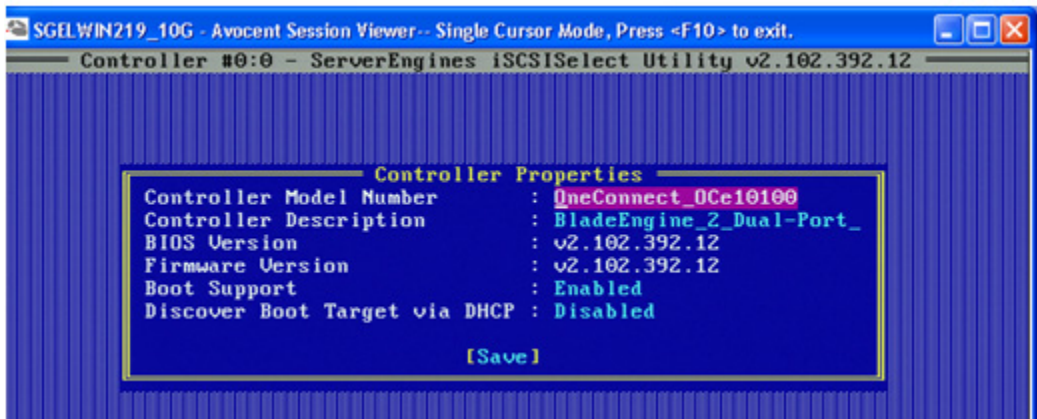 SGELWIN219_10G - Avocent Session Viewer-- Single Cursor Mode, Press <F10> to exit.
Controller #0:0 - ServerEngines iSCSISelect Utility v2.102.392.12
Controller Properties
Controller Model Number : OneConnect_OCe10100
Controller Description : BladeEngine_2_Dual-Port_
BIOS Version : v2.102.392.12
Firmware Version : v2.102.392.12
Boot Support : Enabled
Discover Boot Target via DHCP : Disabled
[Save]